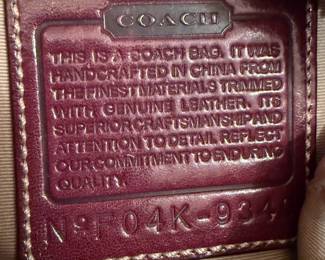 COACH
THIS IS A COACH BAG. IT WAS
HANDCRAFTED IN CHINA FROM
THE FINEST MATERIALS TRIMMED
WITH GENUINE LEATHER. ITS
SUPERIOR CRAFTSMANSHIP AND
ATTENTION TO DETAIL REFLECT
OUR COMMITMENT TO ENDURING
QUALITY.
Nº F04K-934